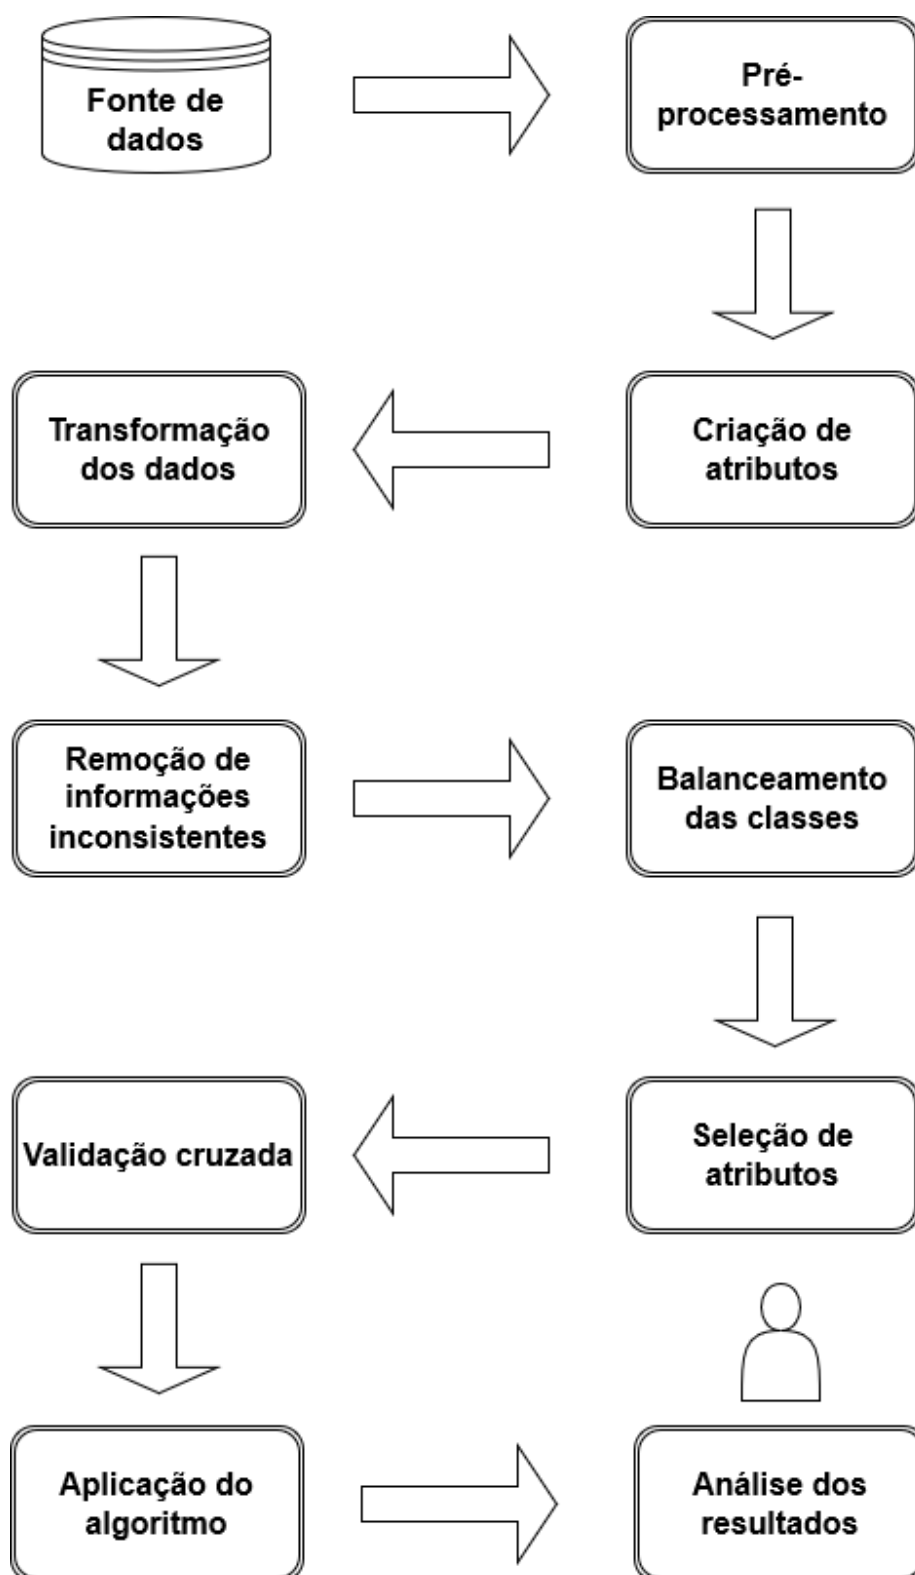 Fonte de
dados
Pré-
processamento
Criação de
atributos
Transformação
dos dados
Remoção de
informações
inconsistentes
Balanceamento
das classes
Seleção de
atributos
Validação cruzada
Aplicação do
algoritmo
Análise dos
resultados